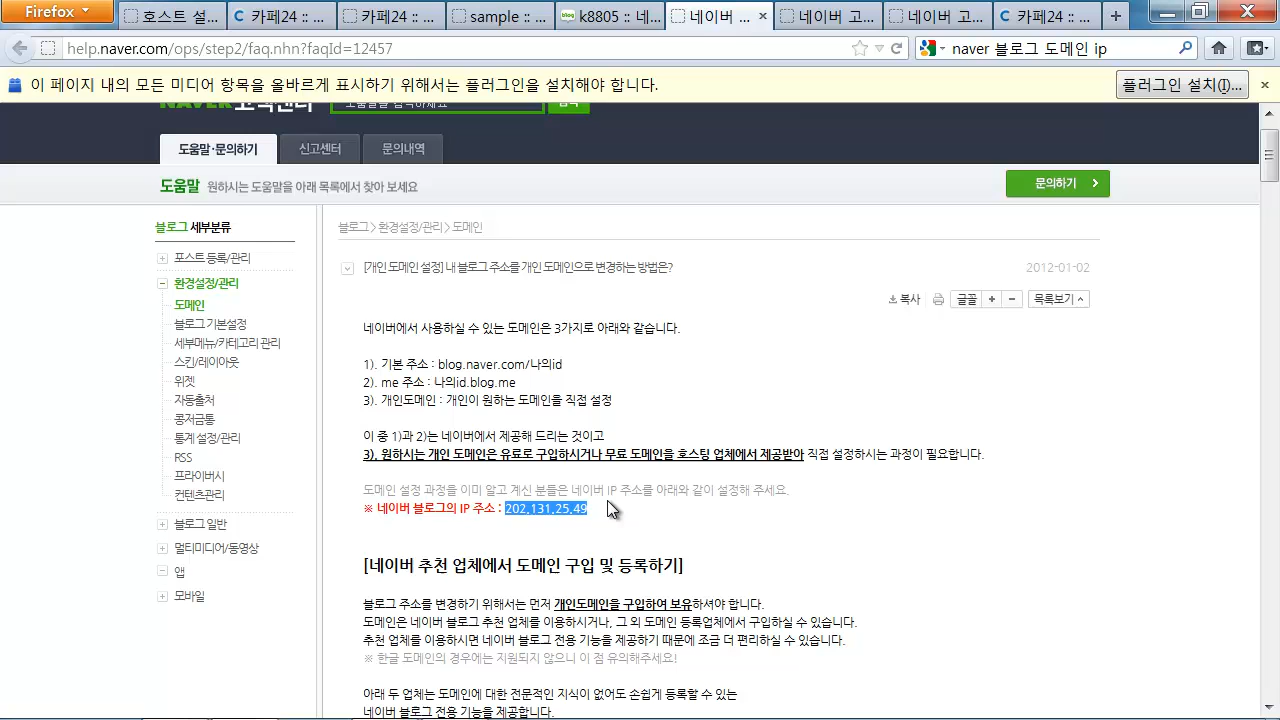 Firefox
호스트 설...
카페24 :: ...
카페24 :: ...
sample :: ...
k8805 :: 네...
네이버 ...
네이버 고...
네이버 고...
카페24 :: ...
help.naver.com/ops/step2/faq.nhn?faqId=12457
naver 블로그 도메인 ip
이 페이지 내의 모든 미디어 항목을 올바르게 표시하기 위해서는 플러그인을 설치해야 합니다.
플러그인 설치(I)...
NAVER 고객센터
도움말을 검색하세요
검색
도움말·문의하기
신고센터
문의내역
도움말 원하시는 도움말을 아래 목록에서 찾아 보세요
문의하기
블로그 세부분류
포스트 등록/관리
환경설정/관리
도메인
블로그 기본설정
세부메뉴/카테고리 관리
스킨/레이아웃
위젯
자동출처
콩저금통
통계 설정/관리
RSS
프라이버시
컨텐츠관리
블로그 일반
멀티미디어/동영상
앱
모바일
블로그 > 환경설정/관리 > 도메인
[개인 도메인 설정] 내 블로그 주소를 개인 도메인으로 변경하는 방법은?
2012-01-02
복사
글꼴 + -
목록보기
네이버에서 사용하실 수 있는 도메인은 3가지로 아래와 같습니다.
1). 기본 주소 : blog.naver.com/나의id
2). me 주소 : 나의id.blog.me
3). 개인도메인 : 개인이 원하는 도메인을 직접 설정
이 중 1)과 2)는 네이버에서 제공해 드리는 것이고
3). 원하시는 개인 도메인은 유료로 구입하시거나 무료 도메인을 호스팅 업체에서 제공받아 직접 설정하시는 과정이 필요합니다.
도메인 설정 과정을 이미 알고 계신 분들은 네이버 IP 주소를 아래와 같이 설정해 주세요.
※ 네이버 블로그의 IP 주소 : 202.131.25.49
[네이버 추천 업체에서 도메인 구입 및 등록하기]
블로그 주소를 변경하기 위해서는 먼저 개인도메인을 구입하여 보유하셔야 합니다.
도메인은 네이버 블로그 추천 업체를 이용하시거나, 그 외 도메인 등록업체에서 구입하실 수 있습니다.
추천 업체를 이용하시면 네이버 블로그 전용 기능을 제공하기 때문에 조금 더 편리하실 수 있습니다.
※ 한글 도메인의 경우에는 지원되지 않으니 이 점 유의해주세요!
아래 두 업체는 도메인에 대한 전문적인 지식이 없어도 손쉽게 등록할 수 있는
네이버 블로그 전용 기능을 제공합니다.